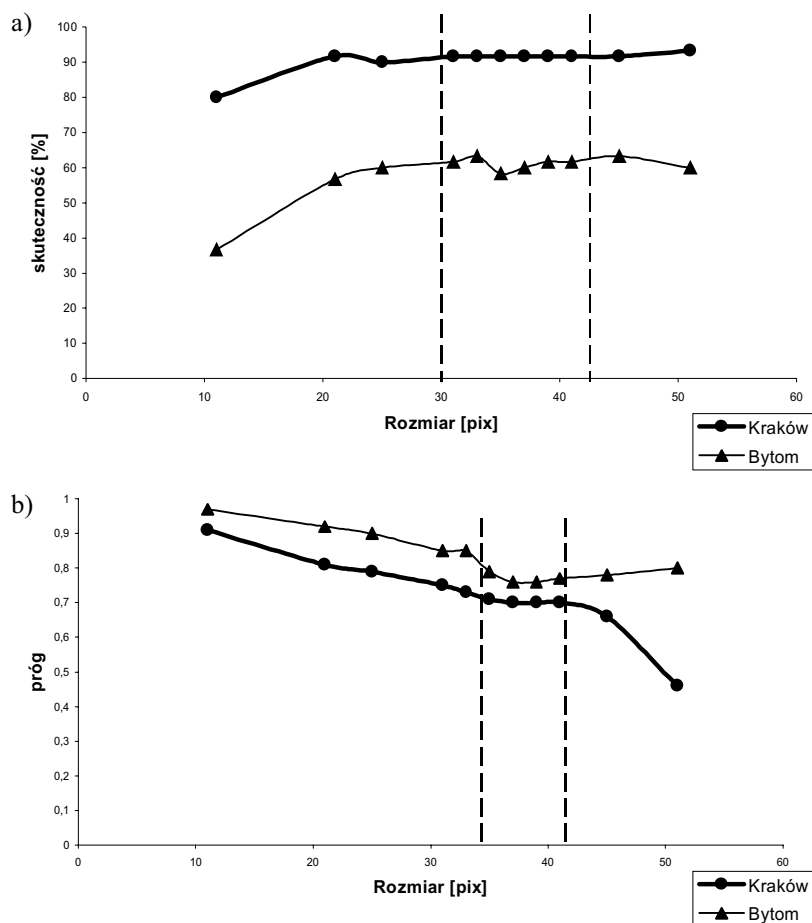 a)
100
90
80
70
60
50
40
30
20
10
0
skuteczność [%]
0 10 20 30 40 50 60
Rozmiar [pix]
Kraków
Bytom
b)
1
0,9
0,8
0,7
0,6
0,5
0,4
0,3
0,2
0,1
0
próg
0 10 20 30 40 50 60
Rozmiar [pix]
Kraków
Bytom